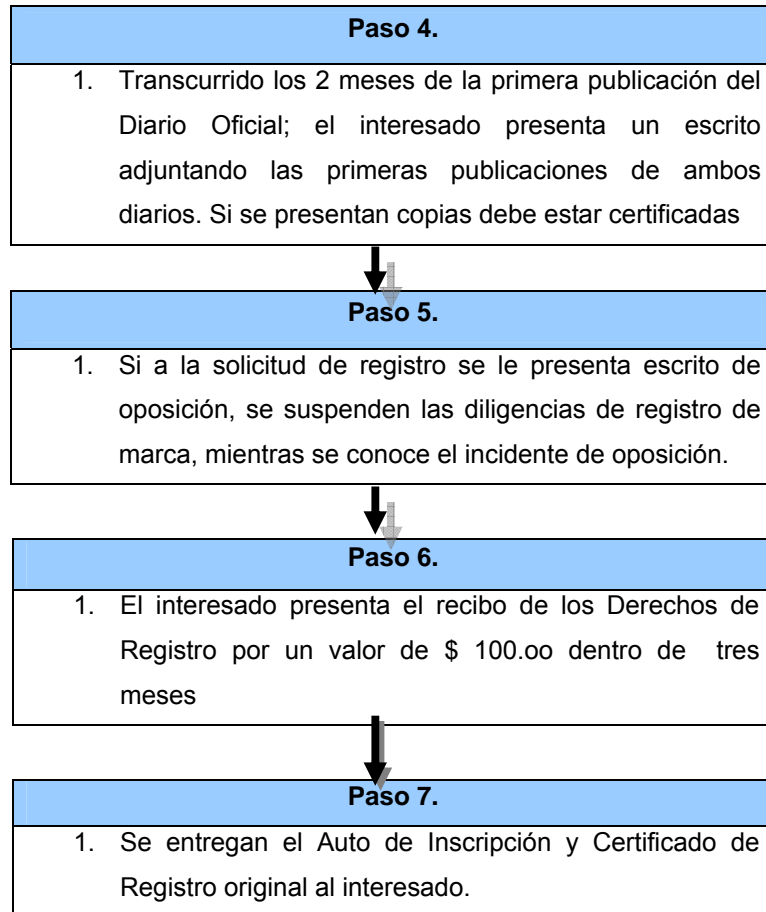 Paso 4.
1. Transcurrido los 2 meses de la primera publicación del
Diario Oficial; el interesado presenta un escrito
adjuntando las primeras publicaciones de ambos
diarios. Si se presentan copias debe estar certificadas
Paso 5.
1. Si a la solicitud de registro se le presenta escrito de
oposición, se suspenden las diligencias de registro de
marca, mientras se conoce el incidente de oposición.
Paso 6.
1. El interesado presenta el recibo de los Derechos de
Registro por un valor de $ 100.oo dentro de tres
meses
Paso 7.
1. Se entregan el Auto de Inscripción y Certificado de
Registro original al interesado.